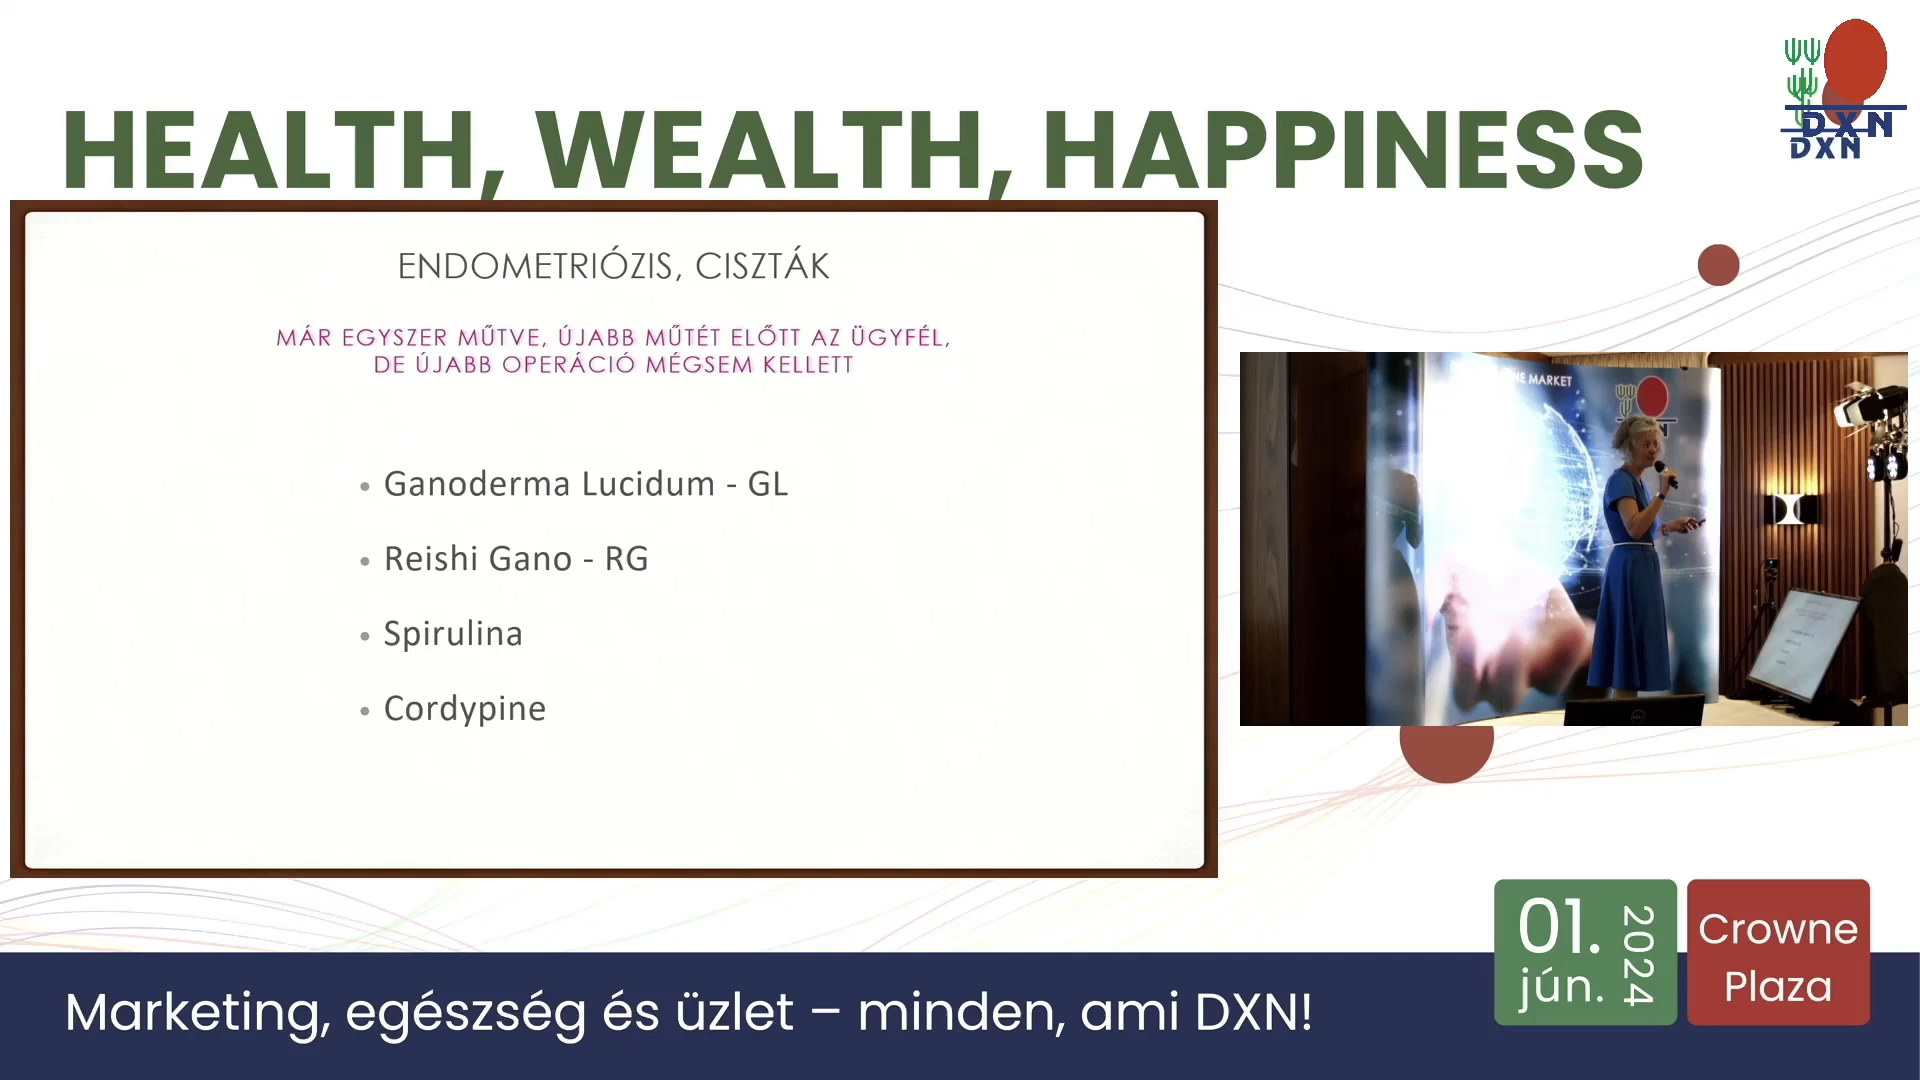 HEALTH, WEALTH, HAPPINESS
DXN
DXN
ENDOMETRIÓZIS, CISZTÁK
MÁR EGYSZER MŰTVE, ÚJABB MŰTÉT ELŐTT AZ ÜGYFÉL,
DE ÚJABB OPERÁCIÓ MÉGSEM KELLETT
• Ganoderma Lucidum - GL
• Reishi Gano - RG
• Spirulina
• Cordypine
MARKET
01.
jún.
2024
Crowne
Plaza
Marketing, egészség és üzlet – minden, ami DXN!